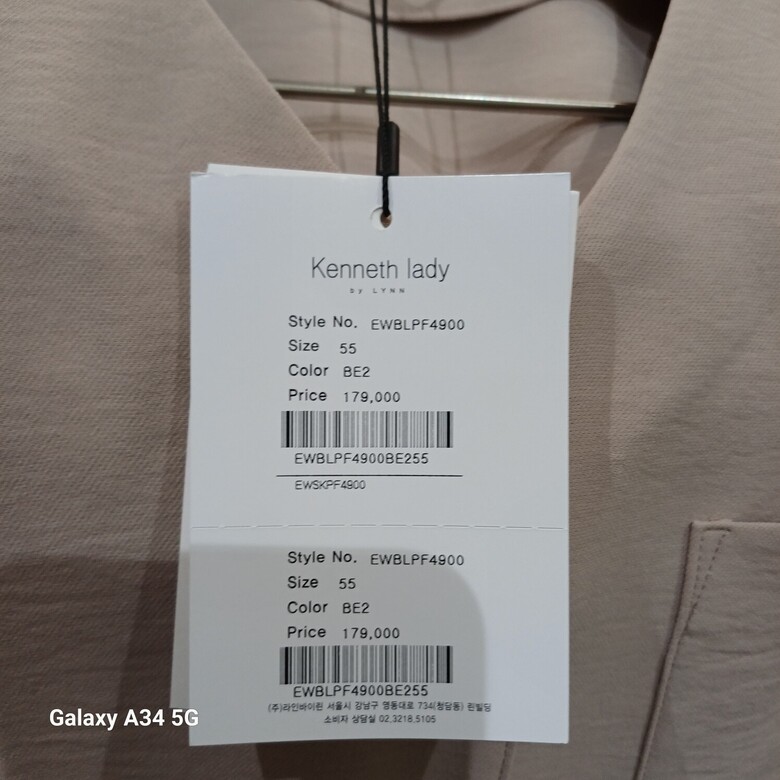 Kenneth lady
by LYNN
Style No. EWBLPF4900
Size 55
Color BE2
Price 179,000
EWBLPF4900BE255
EWSKPF4900
Style No. EWBLPF4900
Size 55
Color BE2
Price 179,000
EWBLPF4900BE255
(주)라인바이린 서울시 강남구 영동대로 734(청담동) 린빌딩
소비자 상담실 02.3218.5105
Galaxy A34 5G